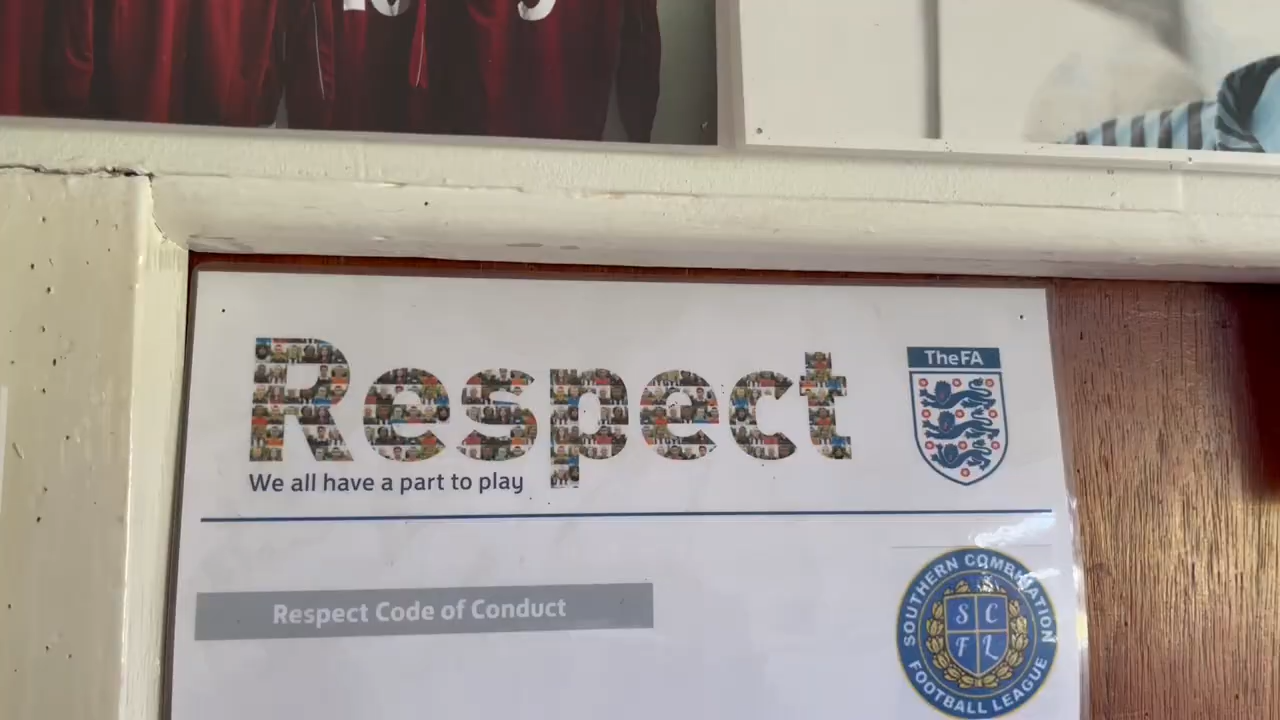 Respect
We all have a part to play
TheFA
Respect Code of Conduct
SOUTHERN COMBINATION
S C
F L
FOOTBALL LEAGUE